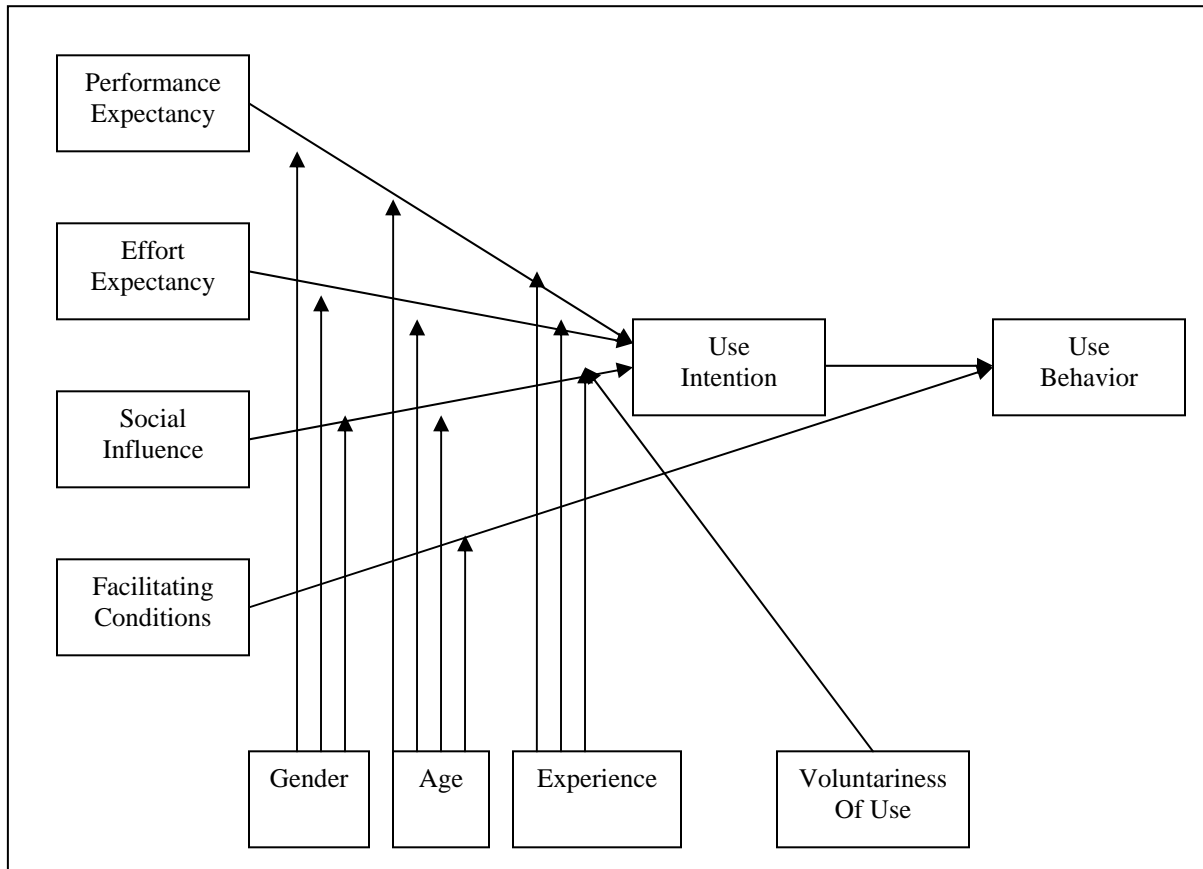 Performance
Expectancy
Effort
Expectancy
Social
Influence
Facilitating
Conditions
Use
Intention
Use
Behavior
Gender
Age
Experience
Voluntariness
Of Use